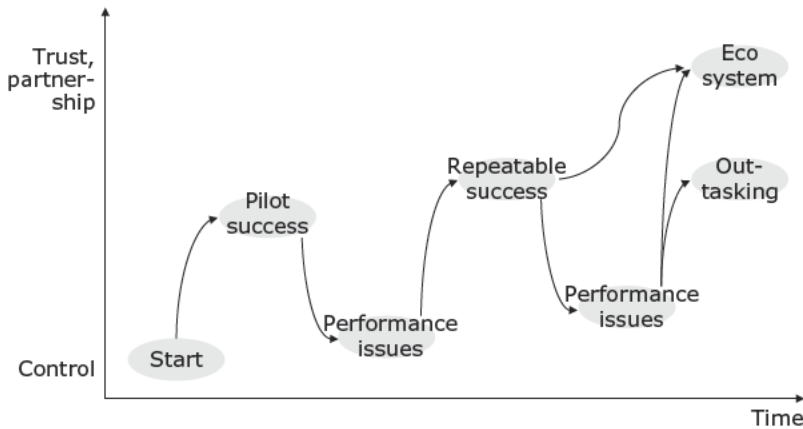 Trust,
partner-
ship
Eco
system
Repeatable
success
Out-
tasking
Pilot
success
Performance
issues
Performance
issues
Start
Control
Time